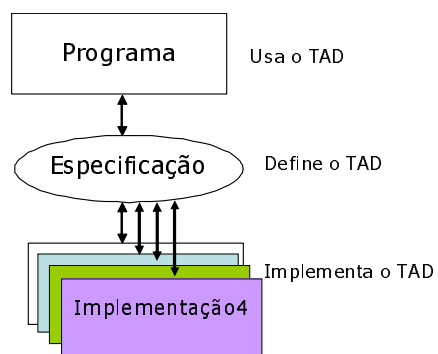 Programa
Usa o TAD
Especificação
Define o TAD
Implementa o TAD
Implementação4